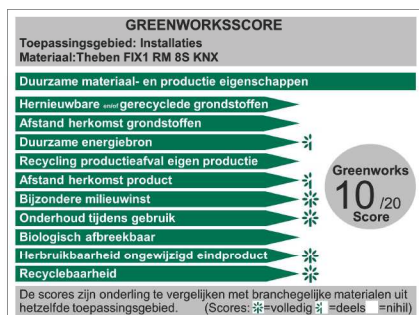 GREENWORKSSCORE
Toepassingsgebied: Installaties
Materiaal:Theben FIX1 RM 8S KNX
Duurzame materiaal- en productie eigenschappen
Hernieuwbare en/of gerecyclede grondstoffen
Afstand herkomst grondstoffen
Duurzame energiebron
Recycling productieafval eigen productie
Afstand herkomst product
Bijzondere milieuwinst
Onderhoud tijdens gebruik
Biologisch afbreekbaar
Herbruikbaarheid ongewijzigd eindproduct
Recyclebaarheid
Greenworks
10 /20
Score
De scores zijn onderling te vergelijken met branchegelijke materialen uit
hetzelfde toepassingsgebied. (Scores: =volledig =deels =nihil)